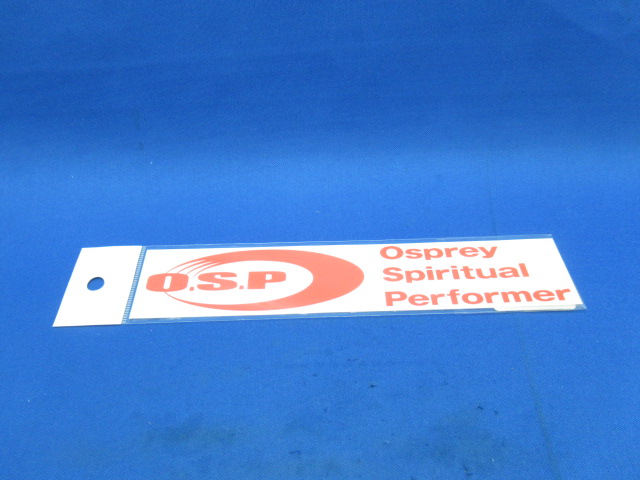 O.S.P
Osprey
Spiritual
Performer